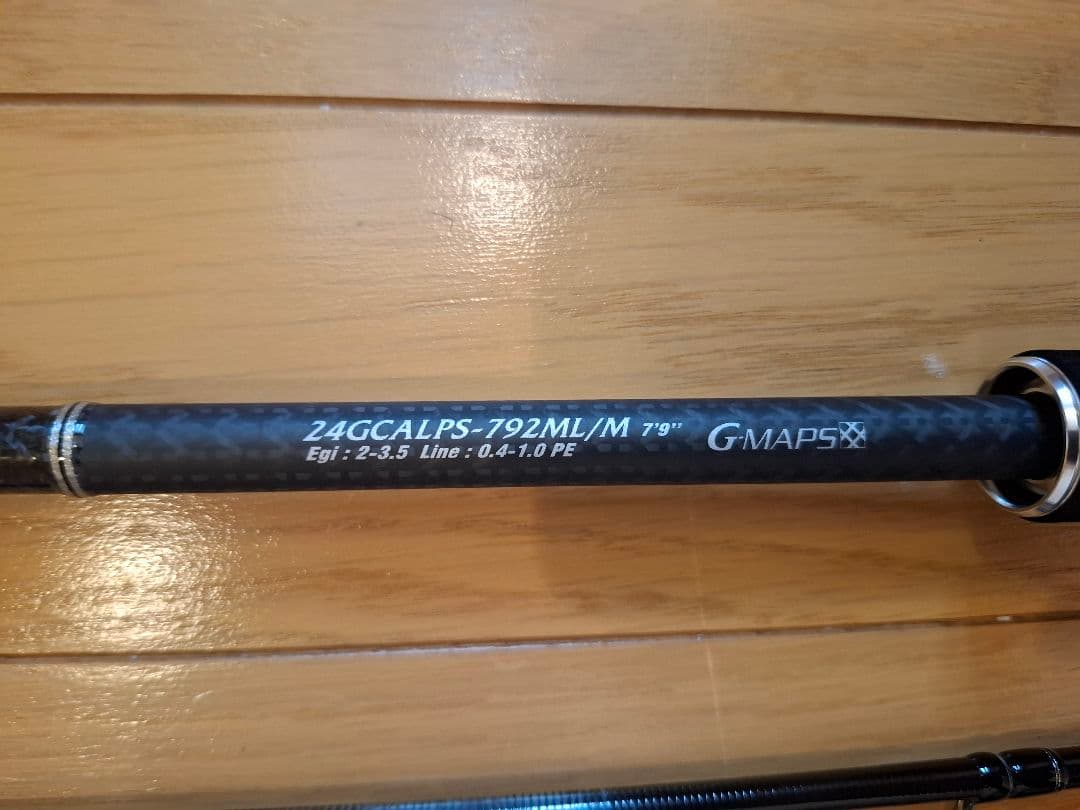 24GCALPS-792ML/M 7'9" G-MAPS
Egi : 2-3.5 Line : 0.4-1.0 PE